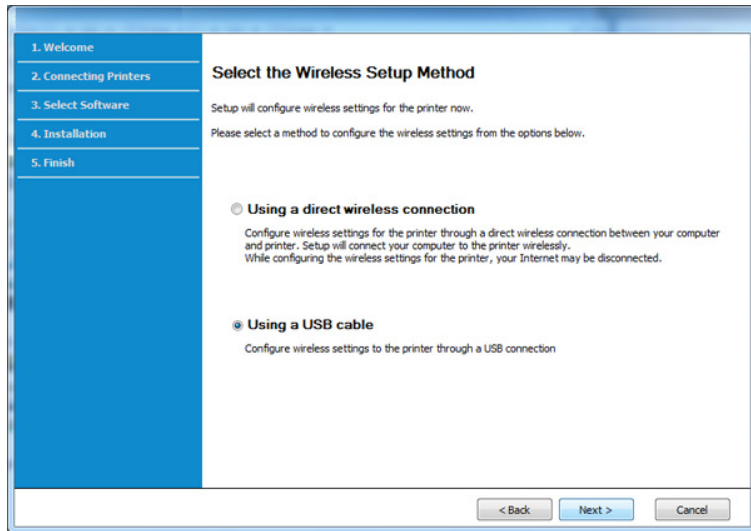 1. Welcome
2. Connecting Printers
3. Select Software
4. Installation
5. Finish
Select the Wireless Setup Method
Setup will configure wireless settings for the printer now.
Please select a method to configure the wireless settings from the options below.
Using a direct wireless connection
Configure wireless settings for the printer through a direct wireless connection between your computer
and printer. Setup will connect your computer to the printer wirelessly.
While configuring the wireless settings for the printer, your Internet may be disconnected.
Using a USB cable
Configure wireless settings to the printer through a USB connection
< Back
Next >
Cancel